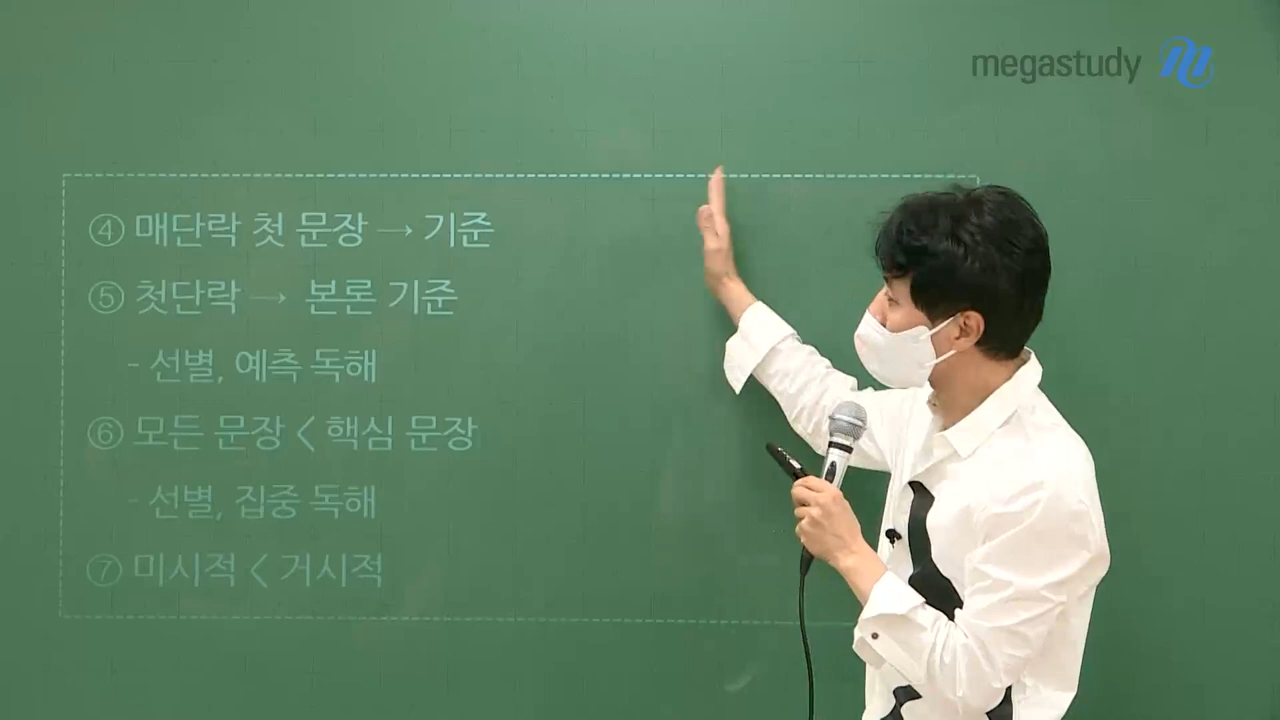 megastudy
④ 매단락 첫 문장 → 기준
⑤ 첫단락 → 본론 기준
- 선별, 예측 독해
⑥ 모든 문장 < 핵심 문장
- 선별, 집중 독해
⑦ 미시적 < 거시적